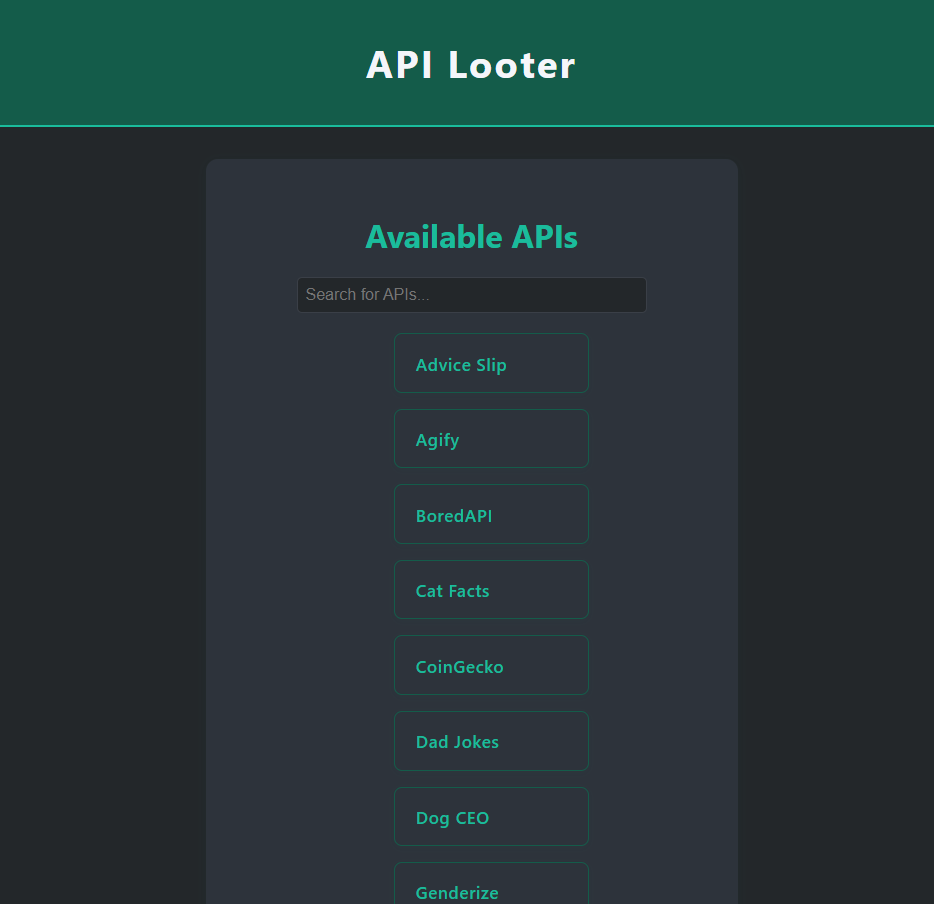 API Looter
Available APIs
Search for APIs...
Advice Slip
Agify
BoredAPI
Cat Facts
CoinGecko
Dad Jokes
Dog CEO
Genderize